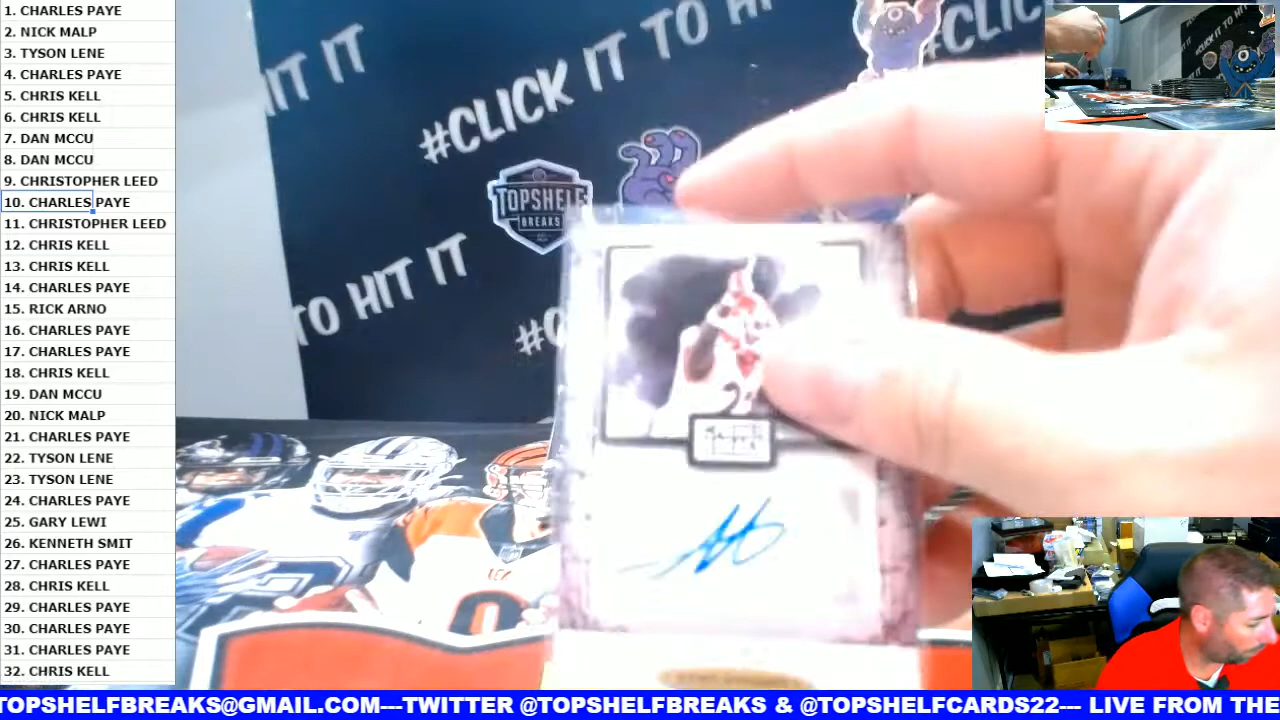 1. CHARLES PAYE
2. NICK MALP
3. TYSON LENE
4. CHARLES PAYE
5. CHRIS KELL
6. CHRIS KELL
7. DAN MCCU
8. DAN MCCU
9. CHRISTOPHER LEED
10. CHARLES PAYE
11. CHRISTOPHER LEED
12. CHRIS KELL
13. CHRIS KELL
14. CHARLES PAYE
15. RICK ARNO
16. CHARLES PAYE
17. CHARLES PAYE
18. CHRIS KELL
19. DAN MCCU
20. NICK MALP
21. CHARLES PAYE
22. TYSON LENE
23. TYSON LENE
24. CHARLES PAYE
25. GARY LEWI
26. KENNETH SMIT
27. CHARLES PAYE
28. CHRIS KELL
29. CHARLES PAYE
30. CHARLES PAYE
31. CHARLES PAYE
32. CHRIS KELL
HIT IT
#CLICK IT TO HIT
#CLICK
TOPSHELF
BREAKS
TO HIT IT
TOPSHELFBREAKS@GMAIL.COM---TWITTER @TOPSHELFBREAKS & @TOPSHELFCARDS22--- LIVE FROM THE